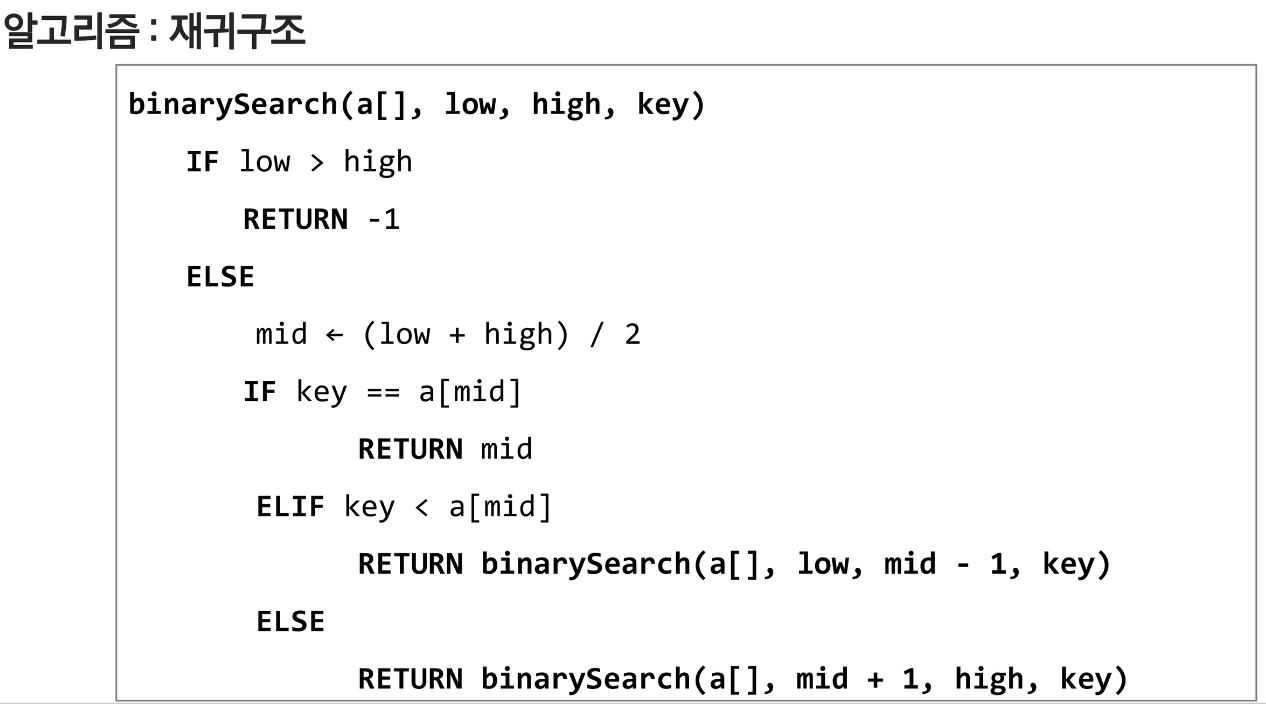 알고리즘 : 재귀구조
binarySearch(a[], low, high, key)
IF low > high
RETURN -1
ELSE
mid ← (low + high) / 2
IF key == a[mid]
RETURN mid
ELIF key < a[mid]
RETURN binarySearch(a[], low, mid - 1, key)
ELSE
RETURN binarySearch(a[], mid + 1, high, key)